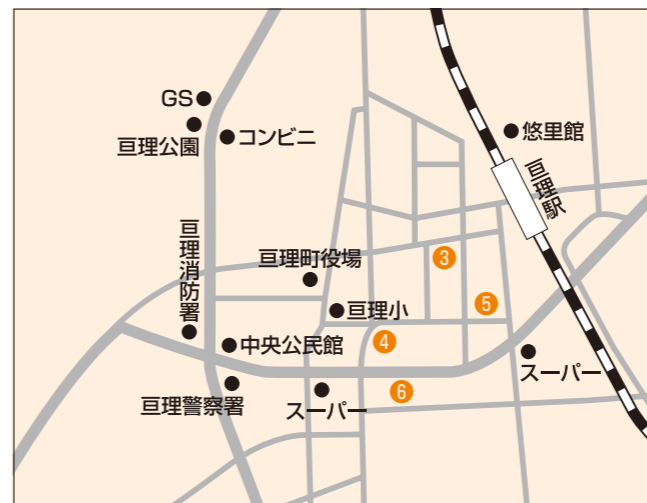 GS
亘理公園
コンビニ
悠里館
亘理駅
亘理消防署
亘理町役場
3
亘理小
5
4
中央公民館
スーパー
亘理警察署
スーパー
6